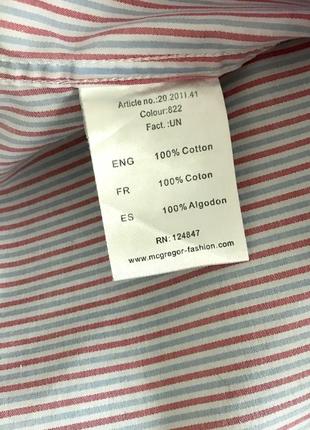 Article no.:20.2011.41
Colour:822
Fact.:UN
ENG 100% Cotton
FR 100% Colon
ES 100% Algodon
RN: 124847
www.mcgregor-fashion.com